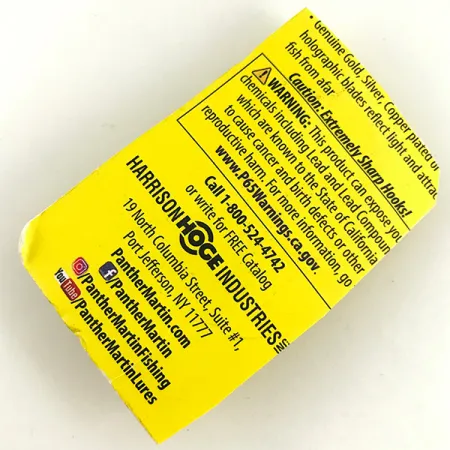 • Genuine Gold, Silver, Copper plated
holographic blades reflect light and attra
fish from afar
Caution: Extremely Sharp Hooks!
WARNING: This product can expose you
chemicals including Lead and Lead Compoun
which are known to the State of California
to cause cancer and birth defects or other
reproductive harm. For more information, go
www.P65Warnings.ca.gov.
Call 1-800-524-4742
or write for FREE Catalog
HARRISON HOGE INDUSTRIES
19 North Columbia Street, Suite #1,
Port Jefferson, NY 11777
PantherMartin.com
/PantherMartin
/PantherMartinFishing
YouTube PantherMartinLures